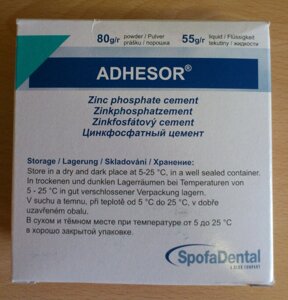 80g/r powder / Pulver prášku / порошка 55g/r liquid / Flüssigkeit tekutiny / жидкости
ADHESOR®
Zinc phosphate cement
Zinkphosphatzement
Zinkfosfátový cement
Цинкфосфатный цемент
Storage / Lagerung / Skladování / Хранение:
Store in a dry and dark place at 5-25 °C, in a well sealed container.
In trockenen und dunklen Lagerräumen bei Temperaturen von
5 - 25 °C in gut verschlossener Verpackung lagern.
V suchu a temnu, při teplotě od 5 °C do 25 °C, v dobře
uzavřeném obalu.
В сухом и тёмном месте при температуре от 5 до 25 °C
в хорошо закрытой упаковке.
SpofaDental
A KERR COMPANY